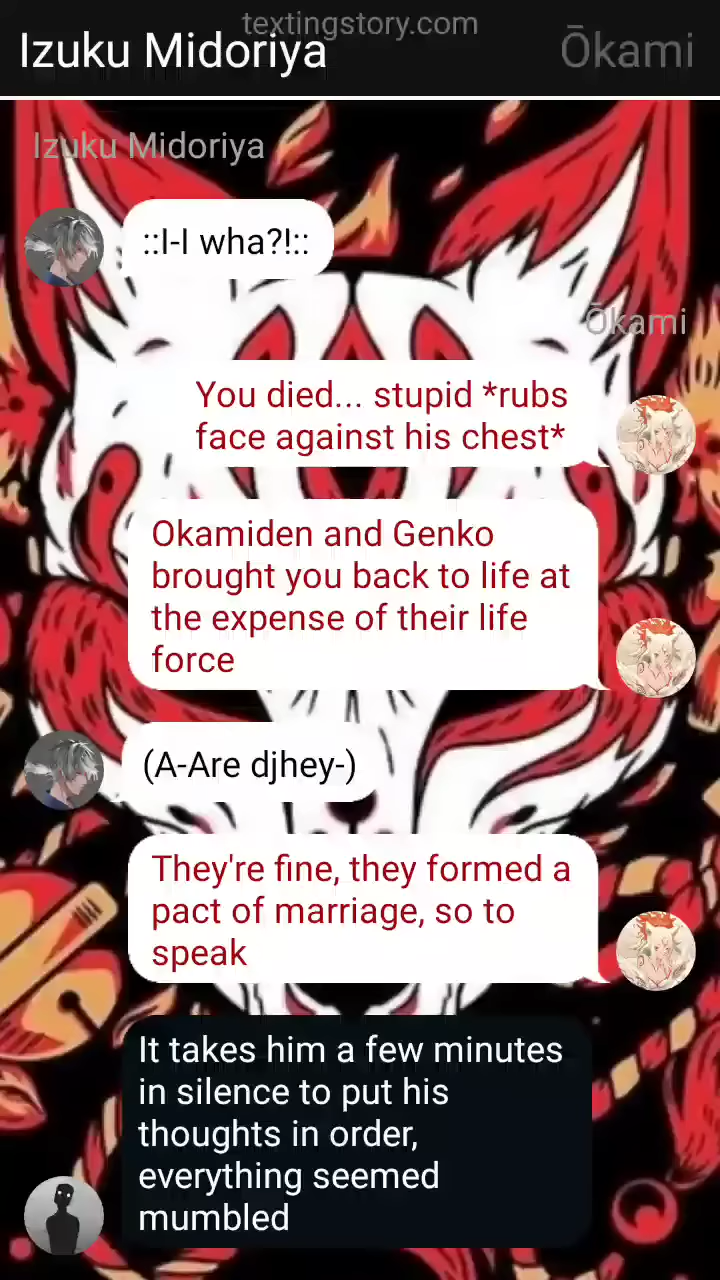 textingstory.com
Izuku Midoriya
Ōkami
Izuku Midoriya
::I-I wha?!::
Ōkami
You died... stupid *rubs
face against his chest*
Okamiden and Genko
brought you back to life at
the expense of their life
force
(A-Are djhey-)
They're fine, they formed a
pact of marriage, so to
speak
It takes him a few minutes
in silence to put his
thoughts in order,
everything seemed
mumbled